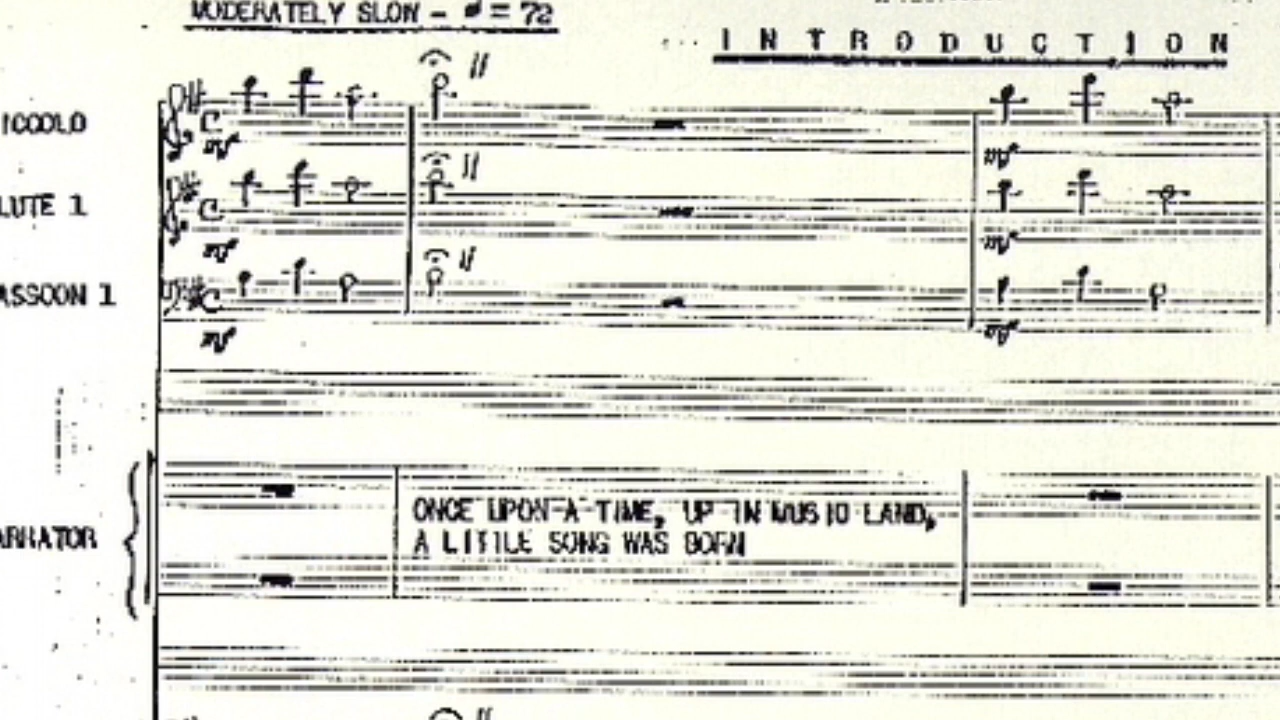 MODERATELY SLOW – ♩ = 72
INTRODUCTION
ICCOLO
LUTE 1
ASSOON 1
ARRATOR
ONCE UPON-A-TIME, UP IN MUSIC LAND,
A LITTLE SONG WAS BORN